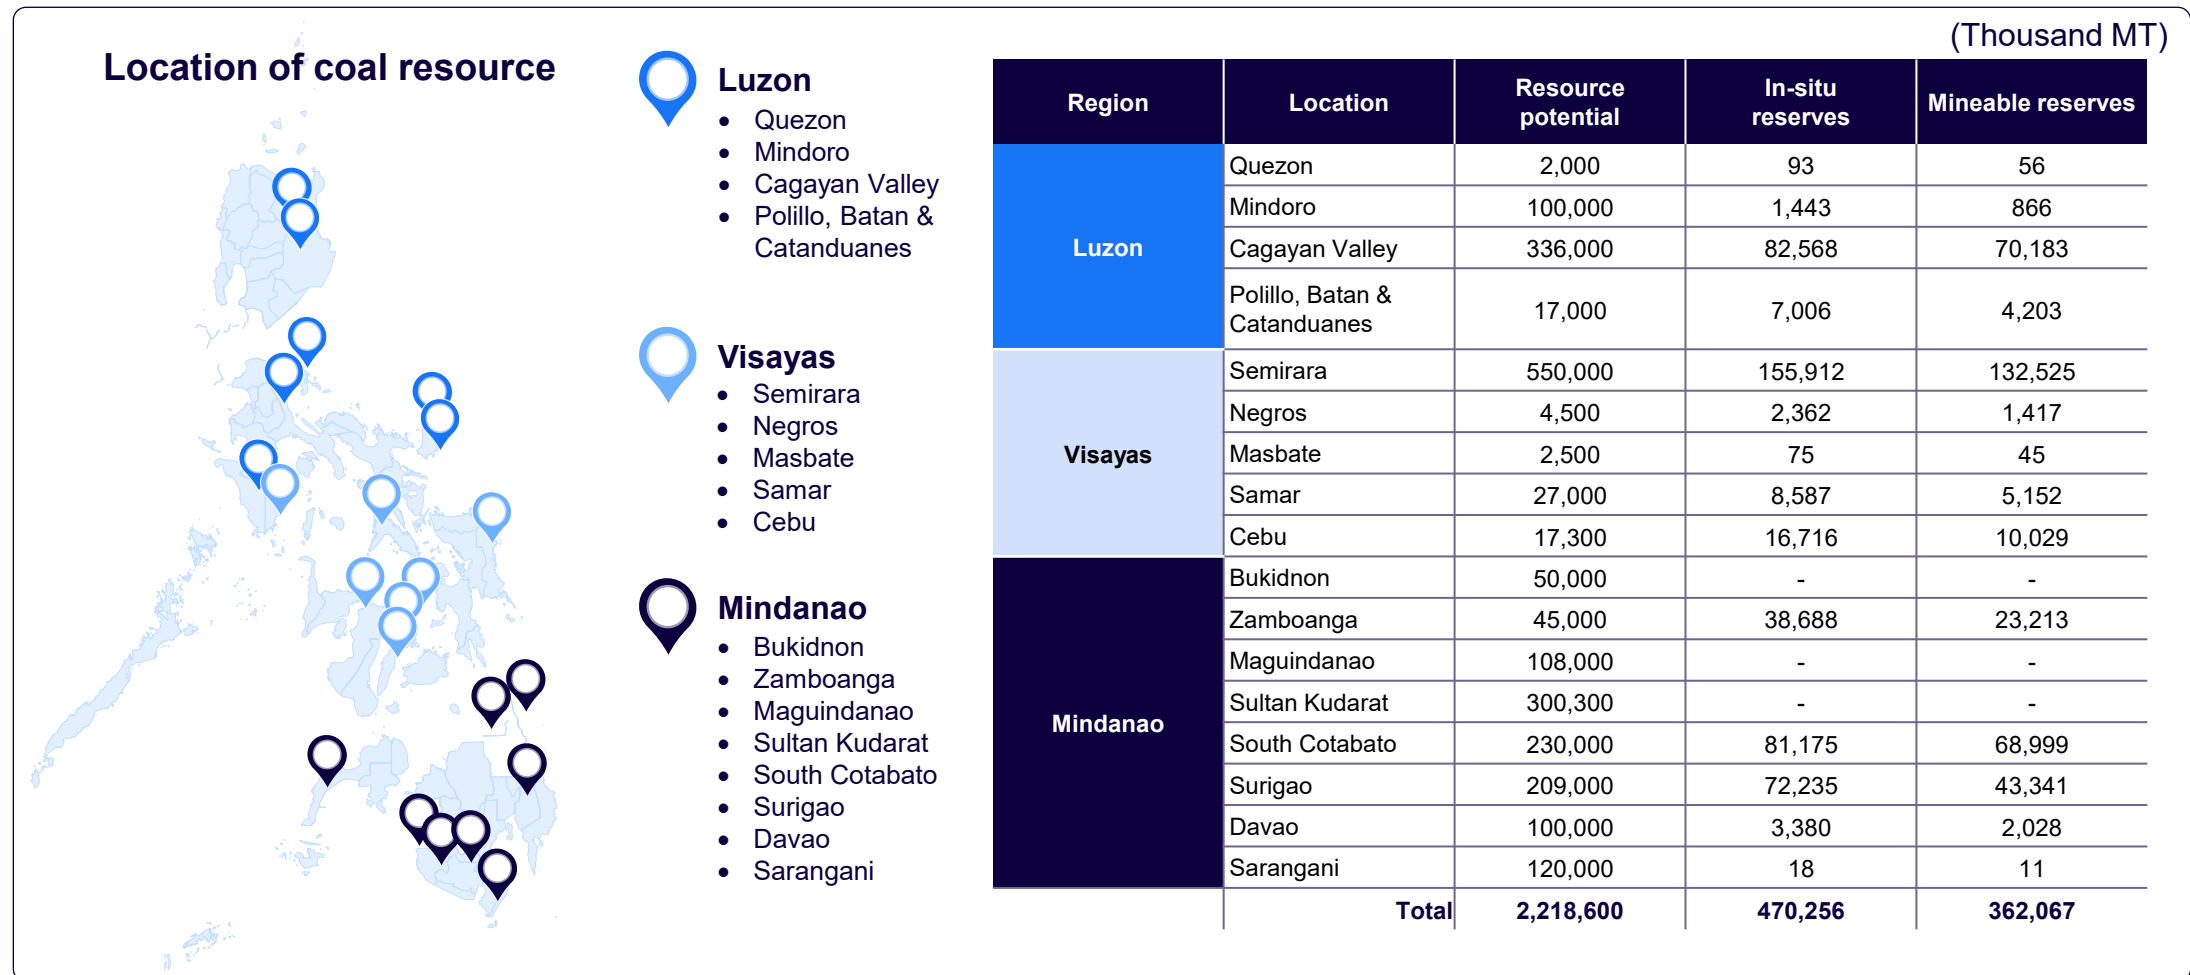 (Thousand MT)
Location of coal resource
Luzon
• Quezon
• Mindoro
• Cagayan Valley
• Polillo, Batan &
Catanduanes
Visayas
• Semirara
• Negros
• Masbate
• Samar
• Cebu
Mindanao
• Bukidnon
• Zamboanga
• Maguindanao
• Sultan Kudarat
• South Cotabato
• Surigao
• Davao
• Sarangani
Region Location Resource potential In-situ reserves Mineable reserves
Luzon
Quezon 2,000 93 56
Mindoro 100,000 1,443 866
Cagayan Valley 336,000 82,568 70,183
Polillo, Batan &
Catanduanes 17,000 7,006 4,203
Visayas
Semirara 550,000 155,912 132,525
Negros 4,500 2,362 1,417
Masbate 2,500 75 45
Samar 27,000 8,587 5,152
Cebu 17,300 16,716 10,029
Mindanao
Bukidnon 50,000 - -
Zamboanga 45,000 38,688 23,213
Maguindanao 108,000 - -
Sultan Kudarat 300,300 - -
South Cotabato 230,000 81,175 68,999
Surigao 209,000 72,235 43,341
Davao 100,000 3,380 2,028
Sarangani 120,000 18 11
Total 2,218,600 470,256 362,067